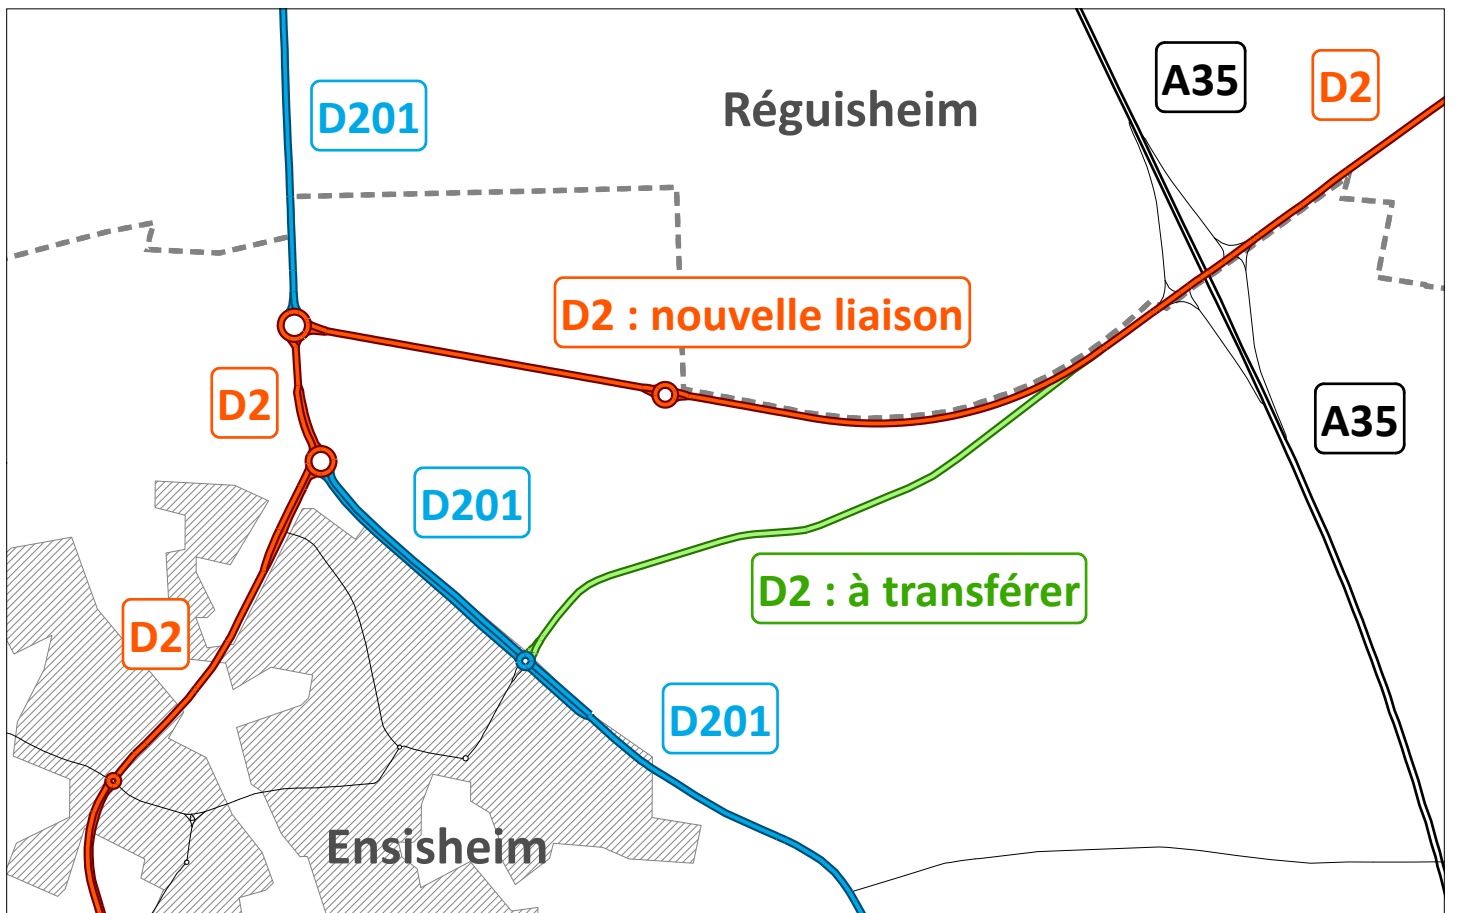 A35
D2
D201
Réguisheim
D2 : nouvelle liaison
D2
A35
D201
D2 : à transférer
D2
D201
Ensisheim